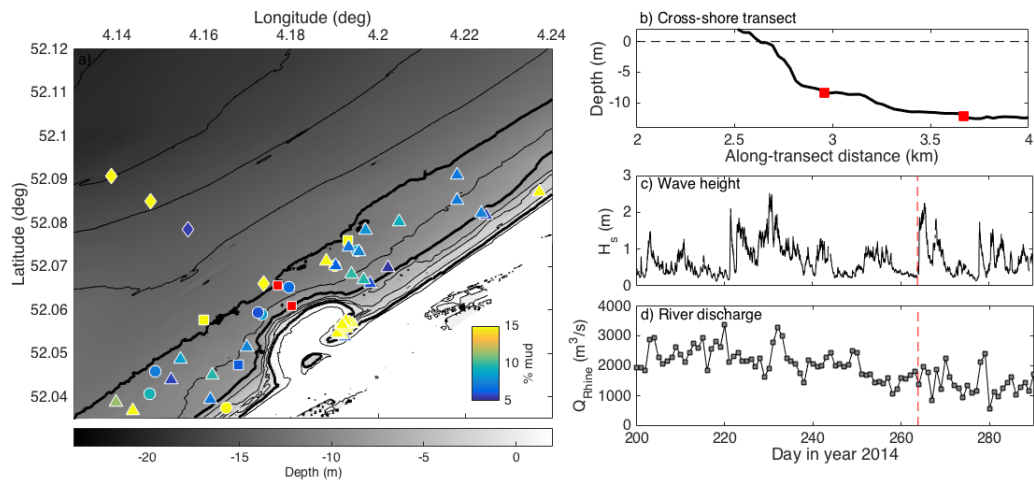 Longitude (deg)
4.14 4.16 4.18 4.2 4.22 4.24
a)
Latitude (deg)
52.12
52.11
52.1
52.09
52.08
52.07
52.06
52.05
52.04
15
10
5
% mud
-20 -15 -10 -5 0
Depth (m)
b) Cross-shore transect
Depth (m)
0
-5
-10
2 2.5 3 3.5 4
Along-transect distance (km)
c) Wave height
H_s (m)
3
2
1
0
d) River discharge
Q_Rhine
(m³/s)
4000
3000
2000
1000
0
200 220 240 260 280
Day in year 2014